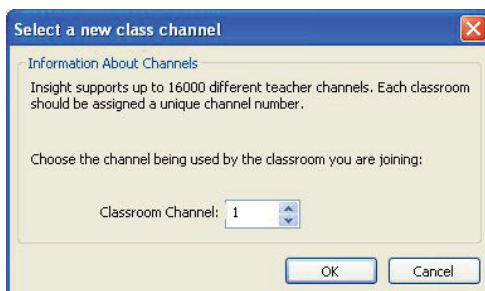 Select a new class channel
Information About Channels
Insight supports up to 16000 different teacher channels. Each classroom
should be assigned a unique channel number.
Choose the channel being used by the classroom you are joining:
Classroom Channel: 1
OK Cancel